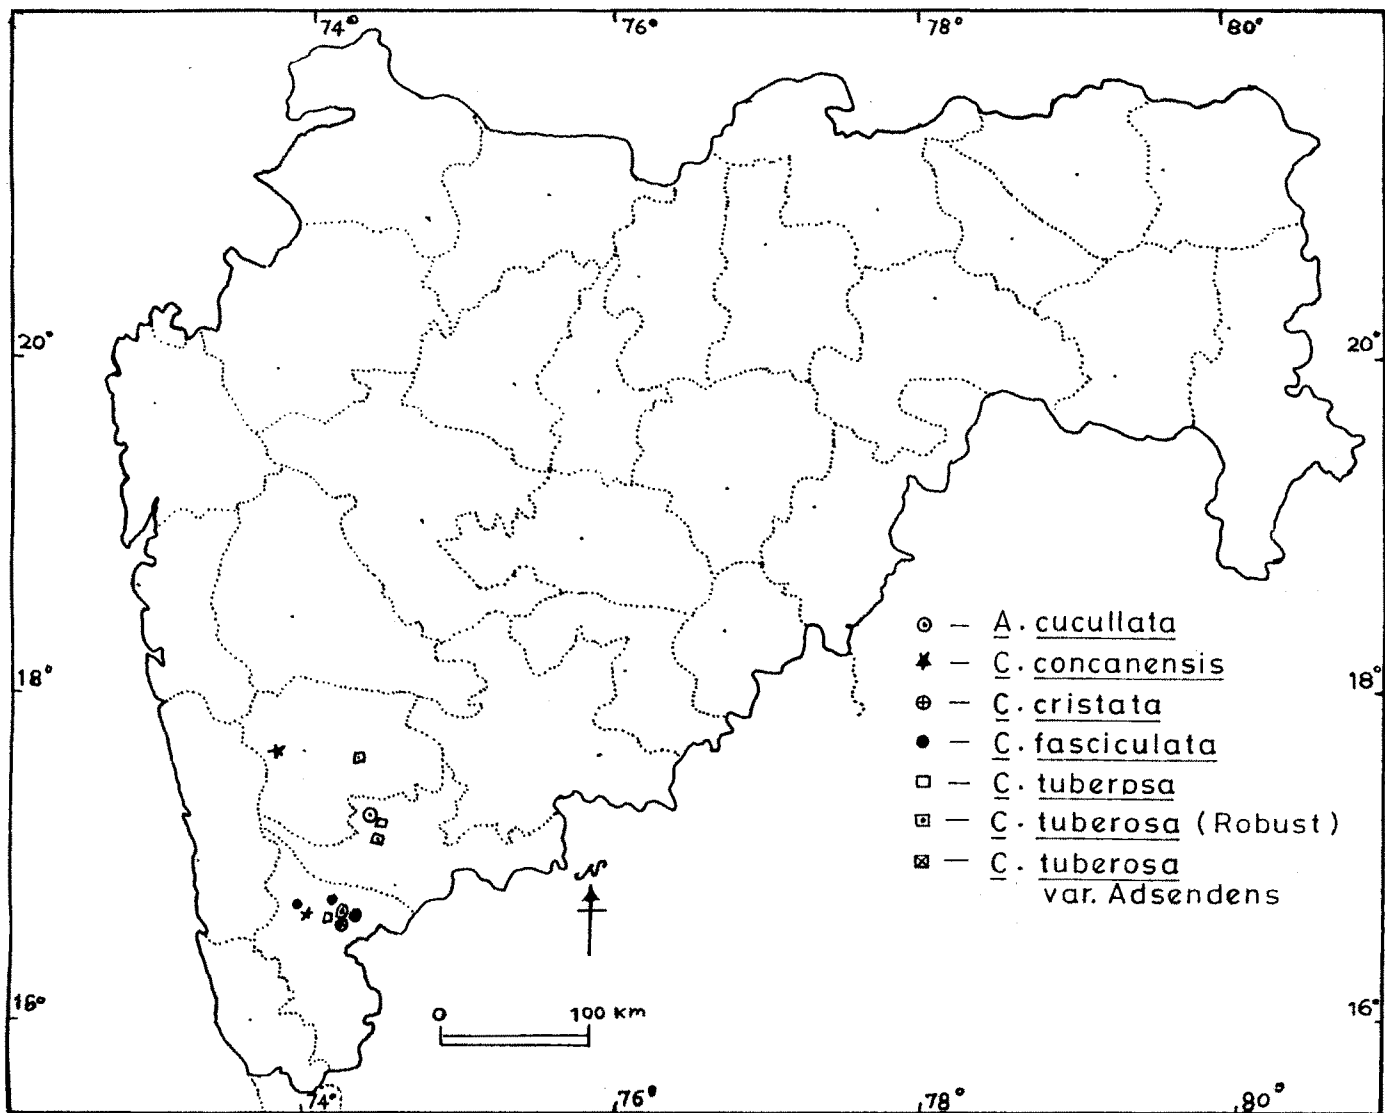 74° 76° 78° 80°
20° 20°
⊙ – A. cucullata
★ – C. concanensis
18° 18°
⊕ – C. cristata
● – C. fasciculata
□ – C. tuberosa
⊡ – C. tuberosa (Robust)
⊠ – C. tuberosa
var. Adsendens
N
16° 0 100 Km 16°
74° 76° 78° 80°